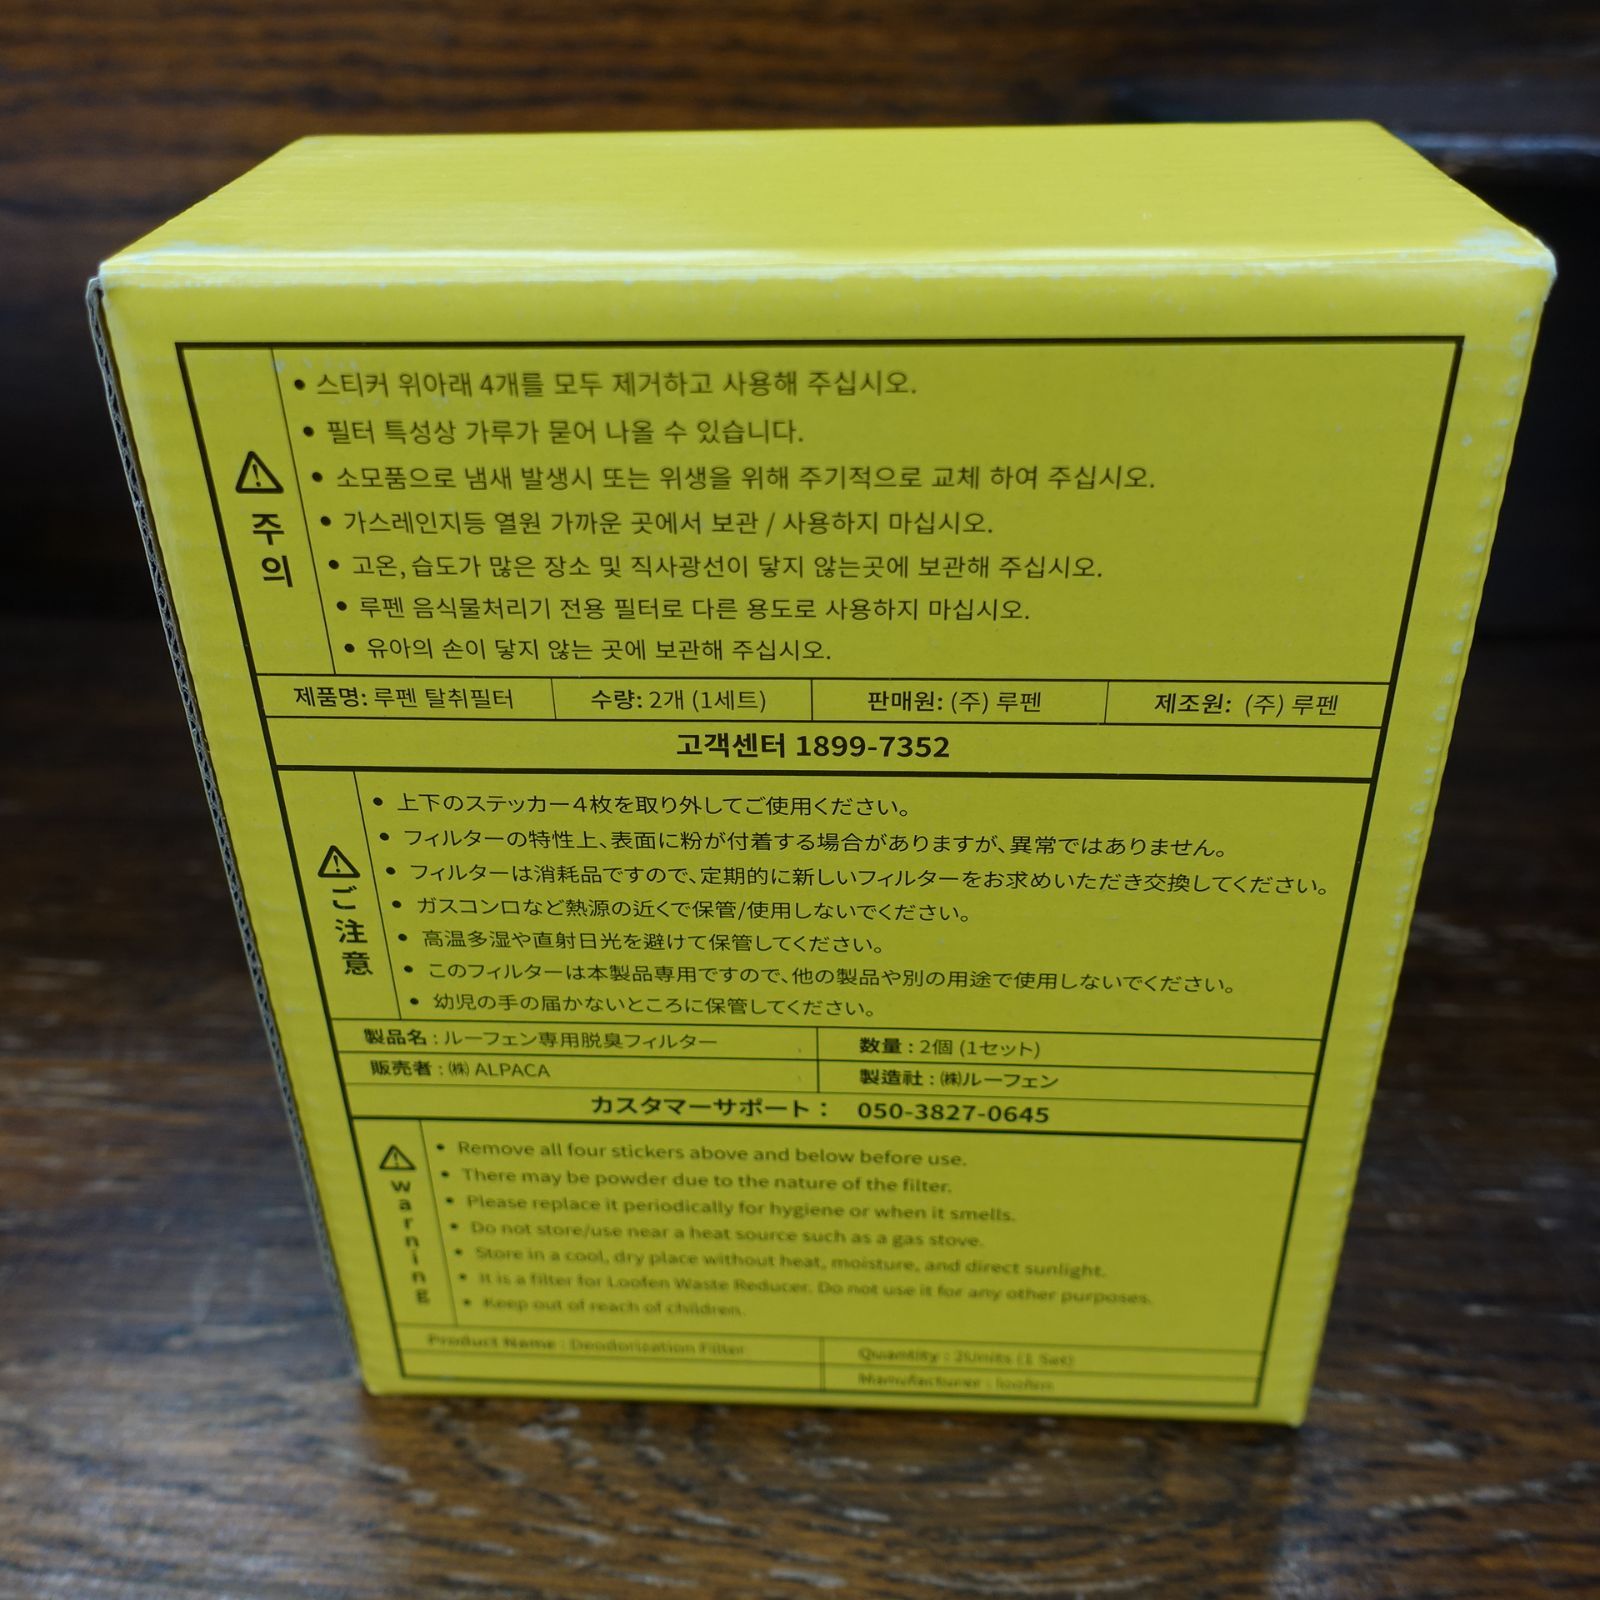 ⚠ 주의
• 스티커 위아래 4개를 모두 제거하고 사용해 주십시오.
• 필터 특성상 가루가 묻어 나올 수 있습니다.
• 소모품으로 냄새 발생시 또는 위생을 위해 주기적으로 교체 하여 주십시오.
• 가스레인지등 열원 가까운 곳에서 보관 / 사용하지 마십시오.
• 고온, 습도가 많은 장소 및 직사광선이 닿지 않는곳에 보관해 주십시오.
• 루펜 음식물처리기 전용 필터로 다른 용도로 사용하지 마십시오.
• 유아의 손이 닿지 않는 곳에 보관해 주십시오.
제품명: 루펜 탈취필터 수량: 2개 (1세트) 판매원: (주) 루펜 제조원: (주) 루펜
고객센터 1899-7352
⚠ ご注意
• 上下のステッカー4枚を取り外してご使用ください。
• フィルターの特性上、表面に粉が付着する場合がありますが、異常ではありません。
• フィルターは消耗品ですので、定期的に新しいフィルターをお求めいただき交換してください。
• ガスコンロなど熱源の近くで保管/使用しないでください。
• 高温多湿や直射日光を避けて保管してください。
• このフィルターは本製品専用ですので、他の製品や別の用途で使用しないでください。
• 幼児の手の届かないところに保管してください。
製品名 : ルーフェン専用脱臭フィルター 数量 : 2個 (1セット)
販売者 : ㈱ ALPACA 製造社 : ㈱ルーフェン
カスタマーサポート : 050-3827-0645
⚠ warning
• Remove all four stickers above and below before use.
• There may be powder due to the nature of the filter.
• Please replace it periodically for hygiene or when it smells.
• Do not store/use near a heat source such as a gas stove.
• Store in a cool, dry place without heat, moisture, and direct sunlight.
• It is a filter for Loofen Waste Reducer. Do not use it for any other purposes.
• Keep out of reach of children.
Product Name : Deodorization Filter Quantity : 2Units (1 Set)
Manufacturer : loofen